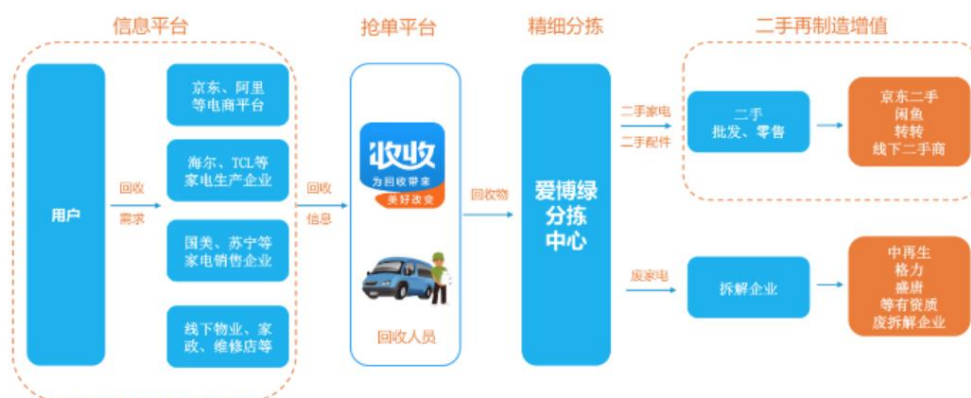 信息平台
抢单平台
精细分拣
二手再制造增值
用户
回收
需求
京东、阿里
等电商平台
海尔、TCL等
家电生产企业
国美、苏宁等
家电销售企业
线下物业、家
政、维修店等
回收
信息
收收
为回收带来
美好改变
回收人员
回收物
爱博绿
分拣
中心
二手家电
二手配件
二手
批发、零售
京东二手
闲鱼
转转
线下二手商
废家电
拆解企业
中再生
格力
盛唐
等有资质
废拆解企业